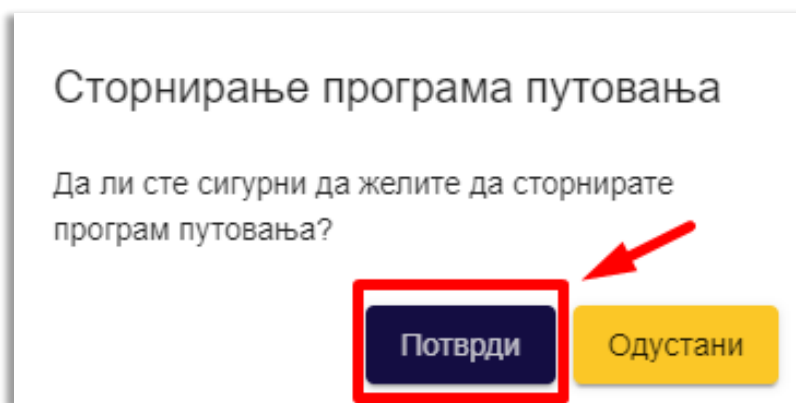 Сторнирање програма путовања
Да ли сте сигурни да желите да сторнирате
програм путовања?
Потврди Одустани